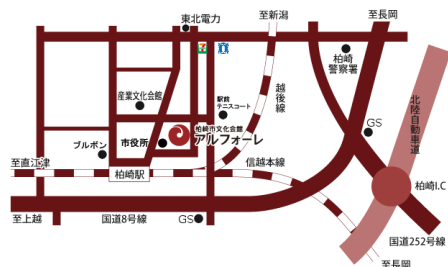 東北電力
至新潟
至長岡
柏崎
警察署
産業文化会館
越後線
北陸自動車道
駅前
テニスコート
柏崎市文化会館
アルフォーレ
市役所
GS
ブルボン
至直江津
柏崎駅
信越本線
柏崎I.C
至上越
国道8号線
GS
国道252号線
至長岡
7